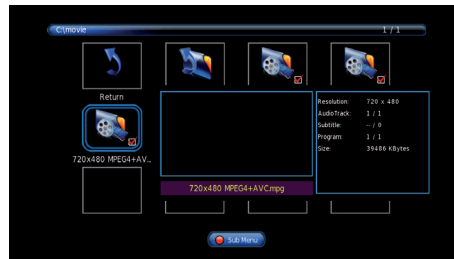 C:\movie 1 / 1
Return
Resolution: 720 x 480
AudioTrack: 1 / 1
Subtitle: -- / 0
Program: 1 / 1
Size: 39486 KBytes
720x480 MPEG4+AV...
720x480 MPEG4+AVC.mpg
Sub Menu